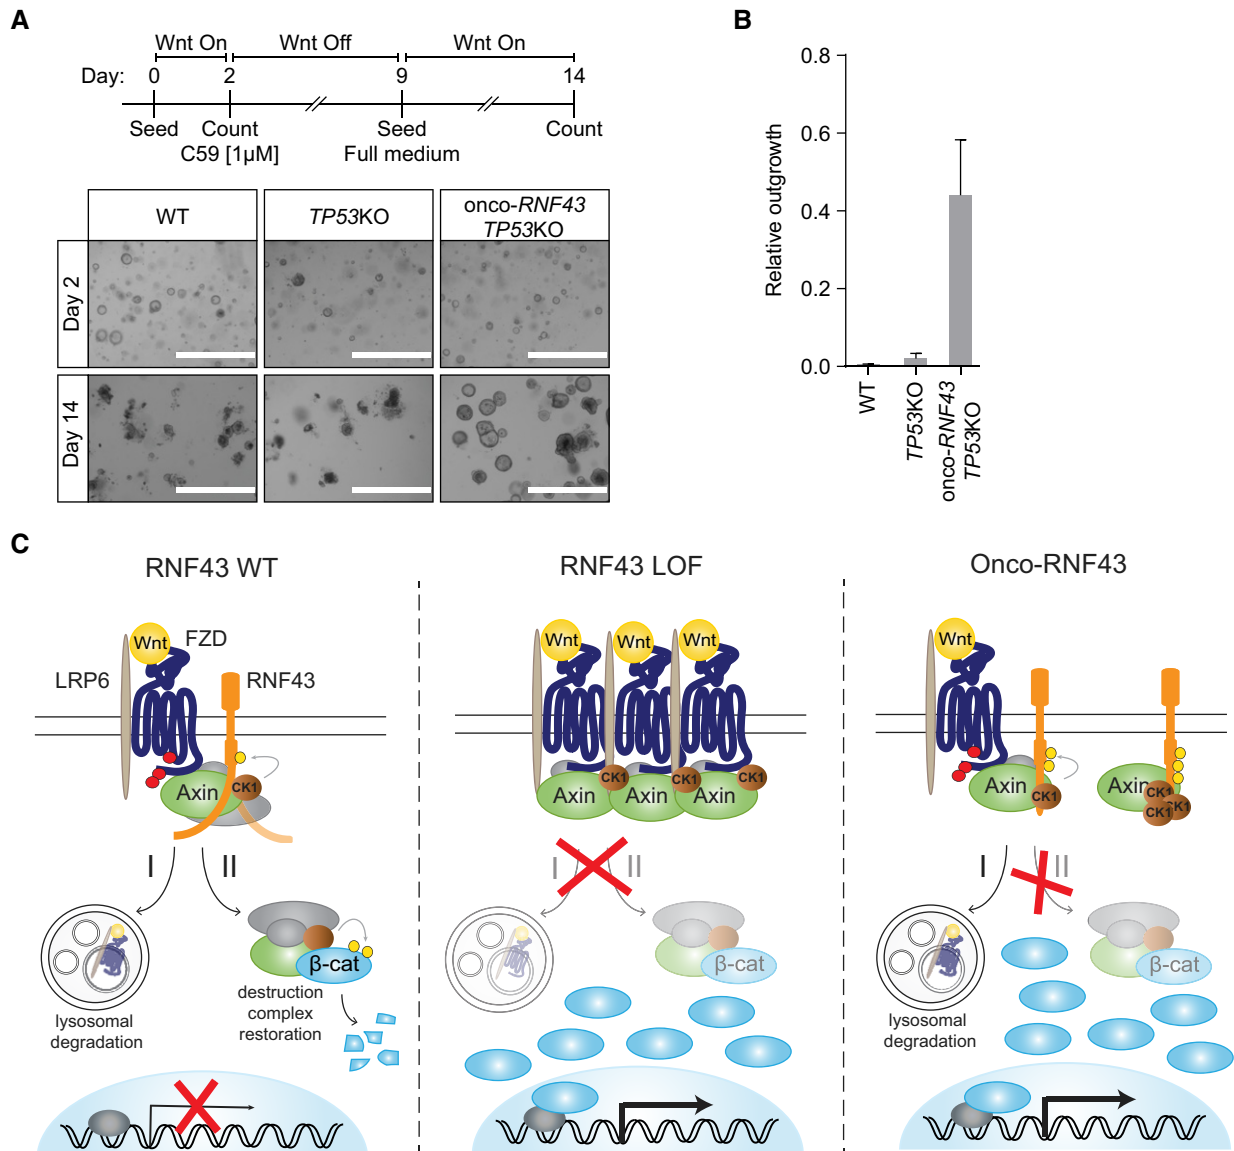 A
Wnt On
Wnt Off
Wnt On
Day:
0
2
9
14
Seed
Count
Seed
Count
C59 [1µM]
Full medium
WT
TP53KO
onco-RNF43
TP53KO
Day 2
Day 14
B
Relative outgrowth
0.8
0.6
0.4
0.2
0.0
WT
TP53KO
onco-RNF43
TP53KO
C
RNF43 WT
Wnt
FZD
LRP6
RNF43
Axin
CK1
I
II
β-cat
lysosomal
degradation
destruction
complex
restoration
RNF43 LOF
Wnt
Wnt
Wnt
CK1
CK1
CK1
Axin
Axin
Axin
I
II
β-cat
Onco-RNF43
Wnt
Axin
CK1
Axin
CK1
CK1
CK1
I
II
β-cat
lysosomal
degradation